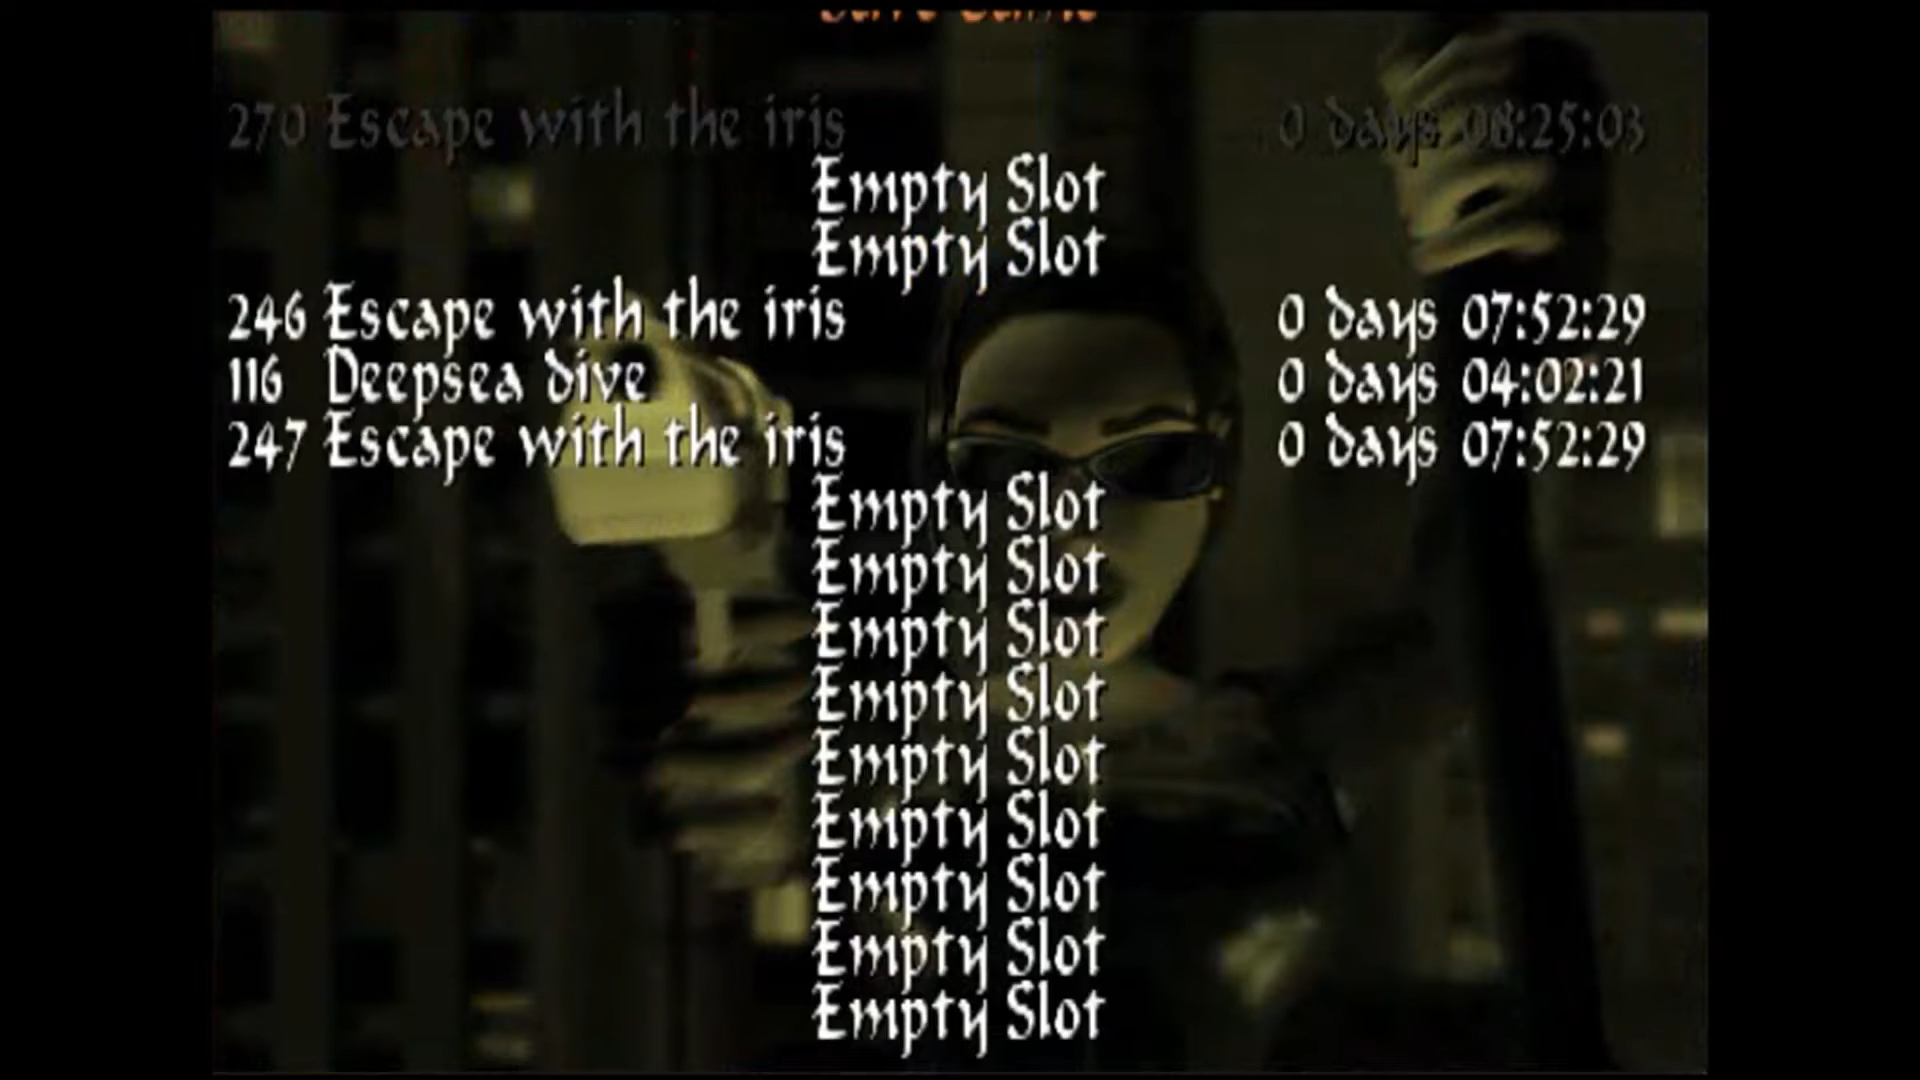 Save Game
270 Escape with the iris 0 days 08:25:03
Empty Slot
Empty Slot
246 Escape with the iris 0 days 07:52:29
116 Deepsea dive 0 days 04:02:21
247 Escape with the iris 0 days 07:52:29
Empty Slot
Empty Slot
Empty Slot
Empty Slot
Empty Slot
Empty Slot
Empty Slot
Empty Slot
Empty Slot